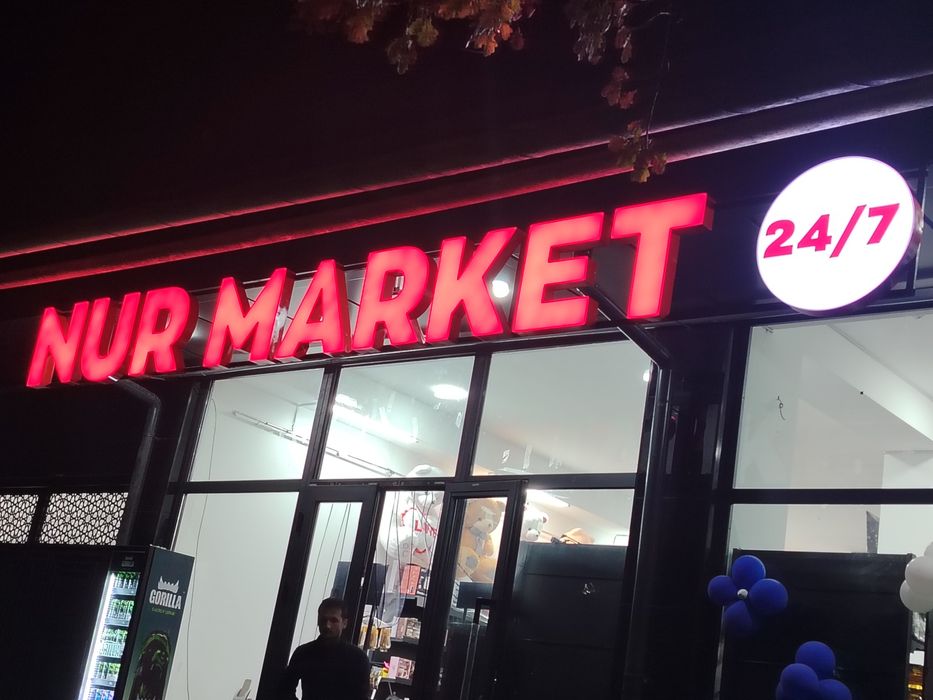 NUR MARKET
24/7
GORILLA